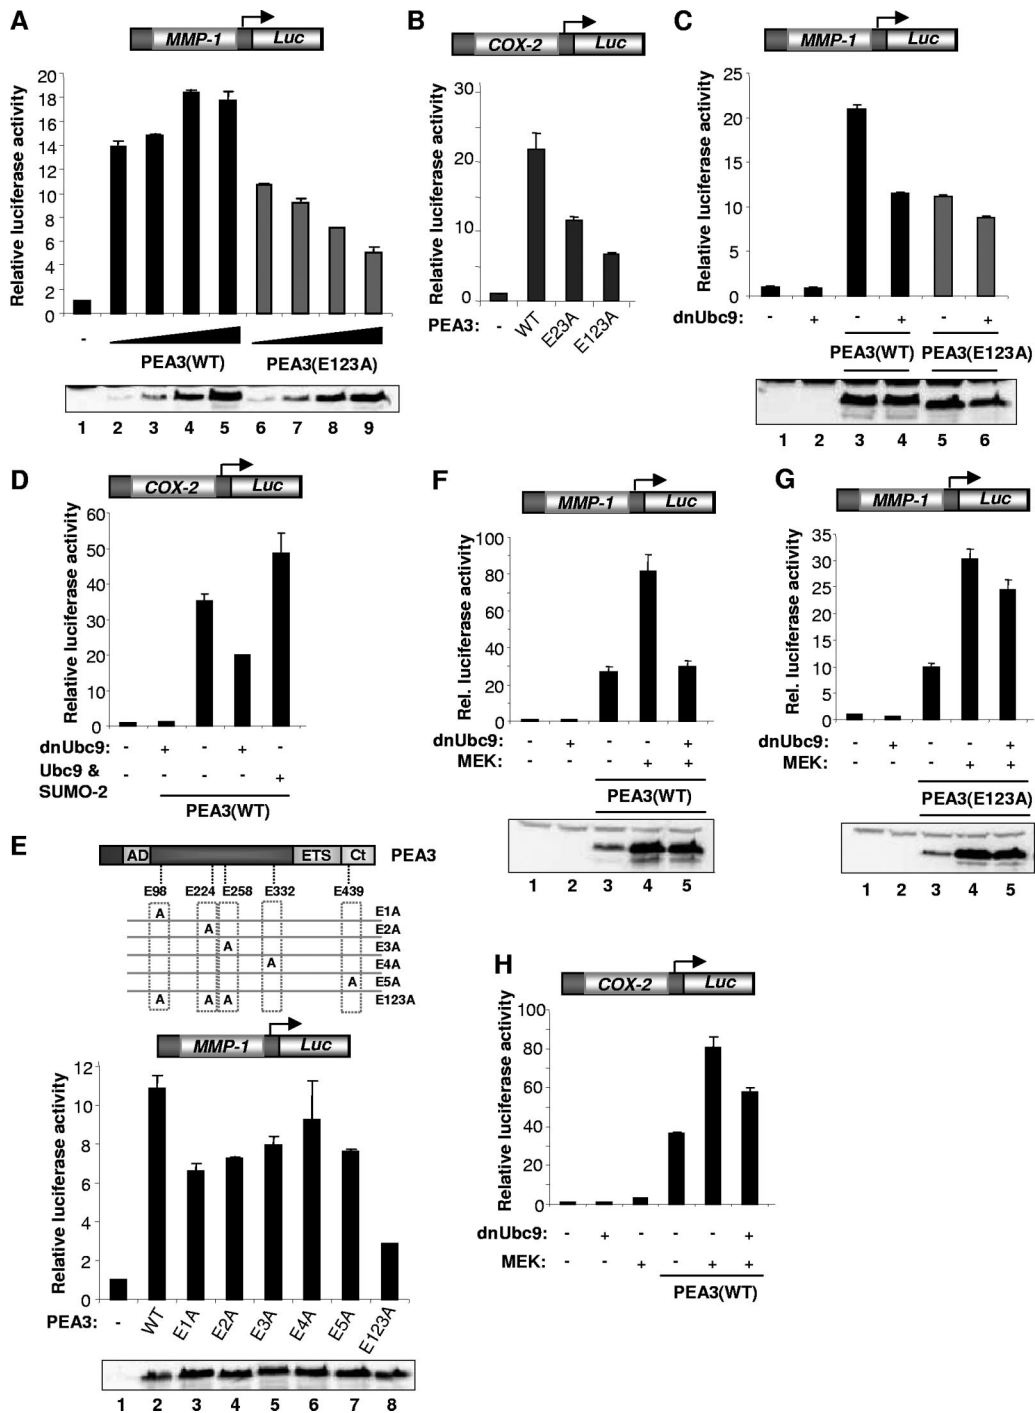 A
MMP-1 Luc
Relative luciferase activity
20
18
16
14
12
10
8
6
4
2
0
-
PEA3(WT) PEA3(E123A)
1 2 3 4 5 6 7 8 9
B
COX-2 Luc
Relative luciferase activity
30
20
10
0
PEA3: - WT E23A E123A
C
MMP-1 Luc
Relative luciferase activity
25
20
15
10
5
0
dnUbc9: - + - + - +
PEA3(WT) PEA3(E123A)
1 2 3 4 5 6
D
COX-2 Luc
Relative luciferase activity
60
50
40
30
20
10
0
dnUbc9: - + - + -
Ubc9 & SUMO-2 - - - - +
PEA3(WT)
E
AD ETS Ct PEA3
E98 E224 E258 E332 E439
A E1A
A E2A
A E3A
A E4A
A E5A
A A A E123A
MMP-1 Luc
Relative luciferase activity
12
10
8
6
4
2
0
PEA3: - WT E1A E2A E3A E4A E5A E123A
1 2 3 4 5 6 7 8
F
MMP-1 Luc
Rel. luciferase activity
100
80
60
40
20
0
dnUbc9: - + - - +
MEK: - - - + +
PEA3(WT)
1 2 3 4 5
G
MMP-1 Luc
Rel. luciferase activity
35
30
25
20
15
10
5
0
dnUbc9: - + - - +
MEK: - - - + +
PEA3(E123A)
1 2 3 4 5
H
COX-2 Luc
Relative luciferase activity
100
80
60
40
20
0
dnUbc9: - + - - - +
MEK: - - + - + +
PEA3(WT)